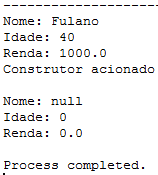 --------------------
Nome: Fulano
Idade: 40
Renda: 1000.0
Construtor acionado
Nome: null
Idade: 0
Renda: 0.0
Process completed.